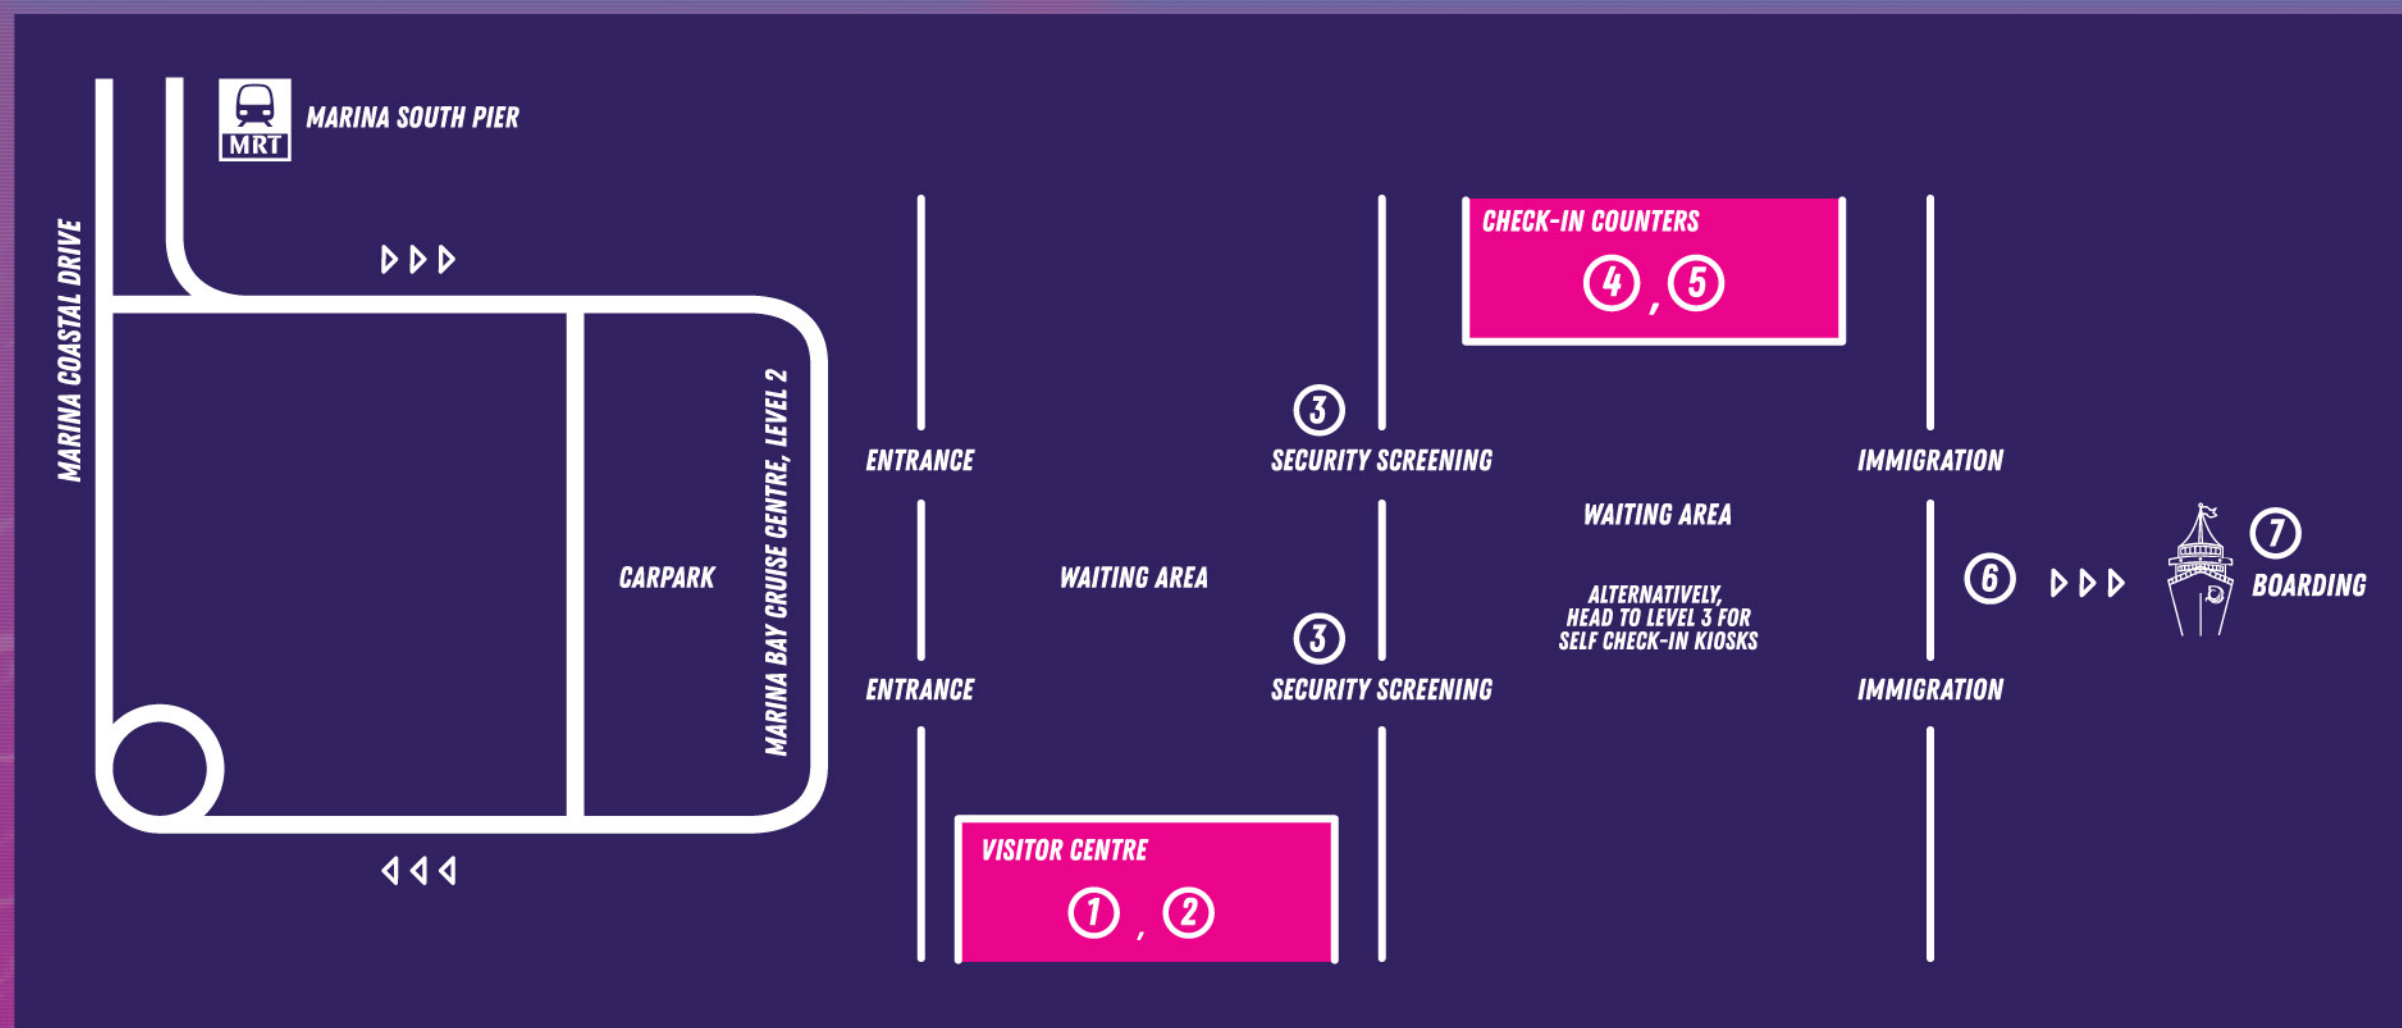 MRT
MARINA SOUTH PIER
MARINA COASTAL DRIVE
CARPARK
MARINA BAY CRUISE CENTRE, LEVEL 2
ENTRANCE
ENTRANCE
WAITING AREA
VISITOR CENTRE
1 , 2
3
SECURITY SCREENING
3
SECURITY SCREENING
CHECK-IN COUNTERS
4 , 5
WAITING AREA
ALTERNATIVELY,
HEAD TO LEVEL 3 FOR
SELF CHECK-IN KIOSKS
IMMIGRATION
IMMIGRATION
6
7
BOARDING